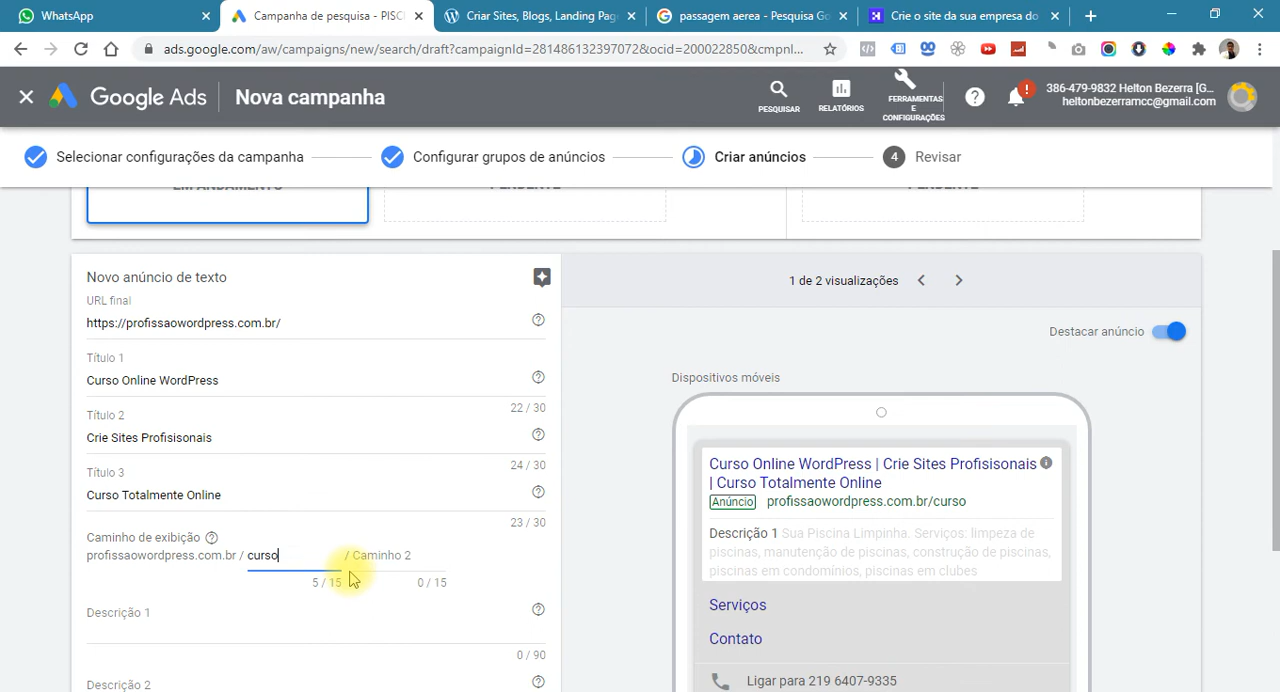 WhatsApp
Campanha de pesquisa - PISCI
Criar Sites, Blogs, Landing Page
passagem aerea - Pesquisa Go
Crie o site da sua empresa do
ads.google.com/aw/campaigns/new/search/draft?campaignId=281486132397072&ocid=200022850&cmpnI...
Google Ads
Nova campanha
PESQUISAR
RELATÓRIOS
FERRAMENTAS
E
CONFIGURAÇÕES
386-479-9832 Helton Bezerra [G...
heltonbezerramcc@gmail.com
Selecionar configurações da campanha
Configurar grupos de anúncios
Criar anúncios
4
Revisar
EM ANDAMENTO
PENDENTE
PENDENTE
Novo anúncio de texto
URL final
https://profissaowordpress.com.br/
Título 1
Curso Online WordPress
22 / 30
Título 2
Crie Sites Profisisonais
24 / 30
Título 3
Curso Totalmente Online
23 / 30
Caminho de exibição
profissaowordpress.com.br / curso / Caminho 2
5 / 15 0 / 15
Descrição 1
0 / 90
Descrição 2
1 de 2 visualizações
Destacar anúncio
Dispositivos móveis
Curso Online WordPress | Crie Sites Profisisonais
| Curso Totalmente Online
Anúncio profissaowordpress.com.br/curso
Descrição 1 Sua Piscina Limpinha. Serviços: limpeza de
piscinas, manutenção de piscinas, construção de piscinas,
piscinas em condomínios, piscinas em clubes
Serviços
Contato
Ligar para 219 6407-9335